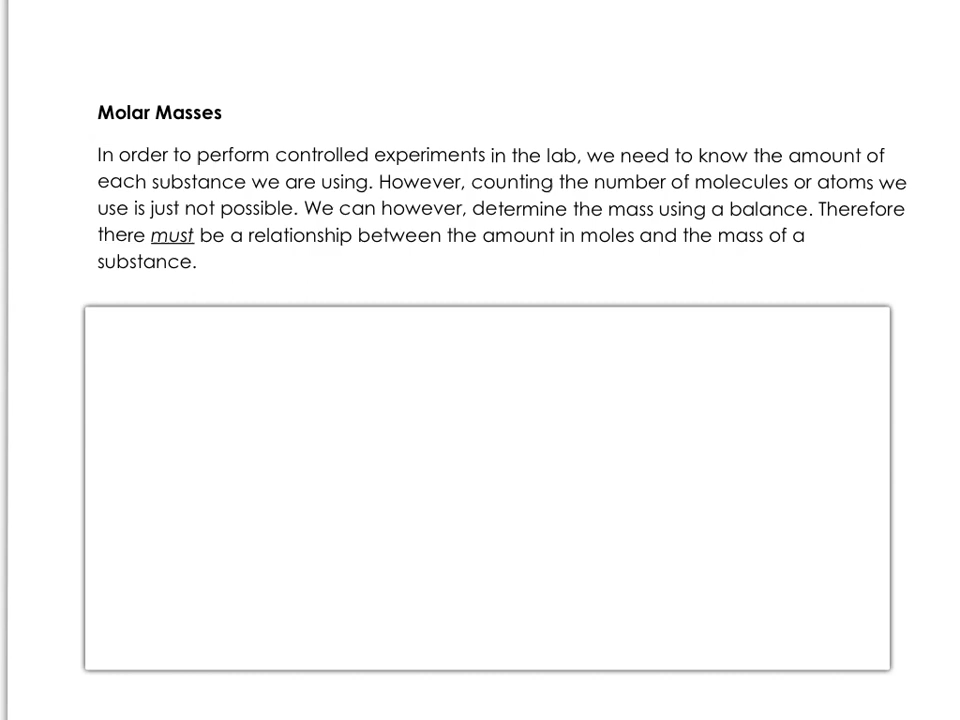 Molar Masses
In order to perform controlled experiments in the lab, we need to know the amount of
each substance we are using. However, counting the number of molecules or atoms we
use is just not possible. We can however, determine the mass using a balance. Therefore
there must be a relationship between the amount in moles and the mass of a
substance.